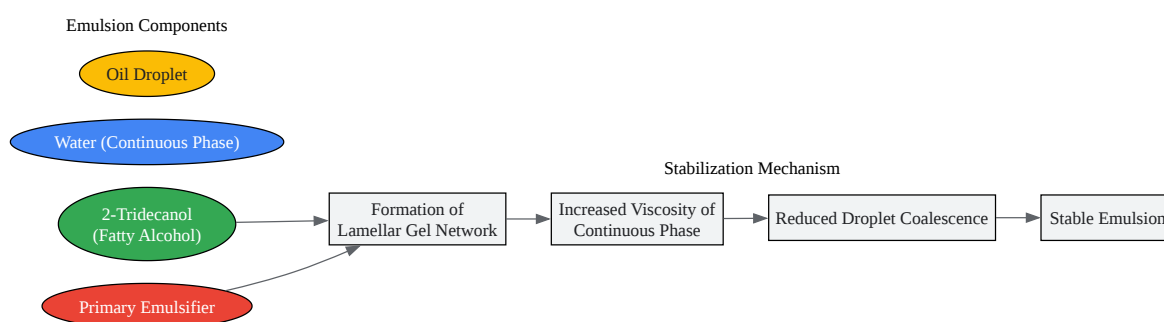 Emulsion Components
Oil Droplet
Water (Continuous Phase)
Stabilization Mechanism
2-Tridecanol
(Fatty Alcohol)
Formation of
Lamellar Gel Network
Increased Viscosity of
Continuous Phase
Reduced Droplet Coalescence
Stable Emulsion
Primary Emulsifier